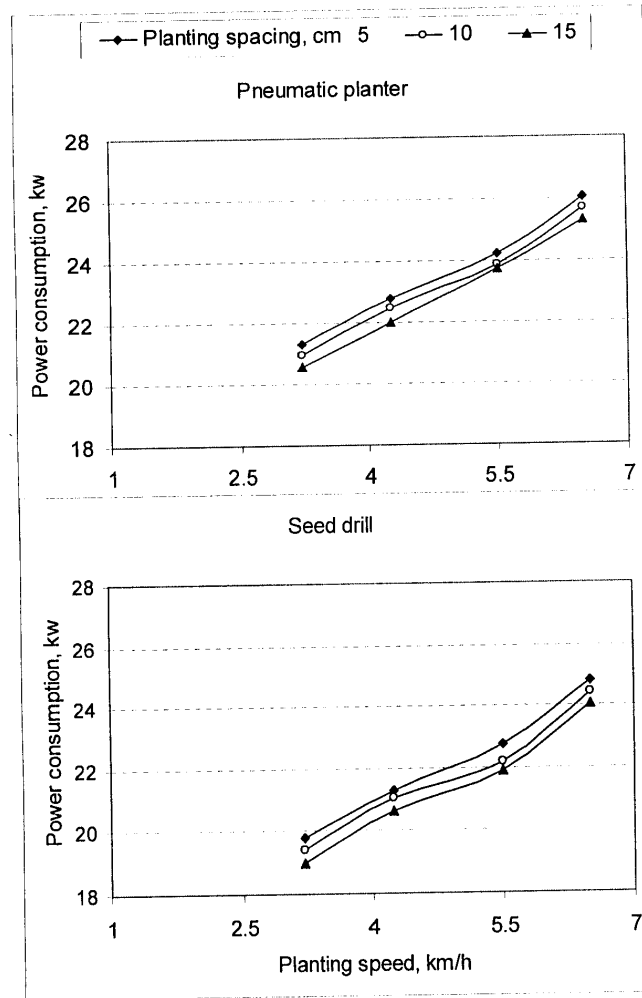 Planting spacing, cm 5 10 15
Pneumatic planter
Power consumption, kw
28
26
24
22
20
18
1 2.5 4 5.5 7
Seed drill
Power consumption, kw
28
26
24
22
20
18
1 2.5 4 5.5 7
Planting speed, km/h